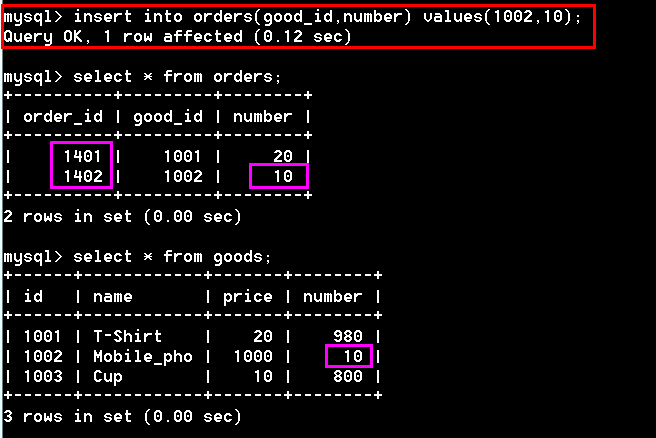 mysql> insert into orders(good_id,number) values(1002,10);
Query OK, 1 row affected (0.12 sec)
mysql> select * from orders;
+----------+---------+--------+
| order_id | good_id | number |
+----------+---------+--------+
|     1401 |    1001 |     20 |
|     1402 |    1002 |     10 |
+----------+---------+--------+
2 rows in set (0.00 sec)
mysql> select * from goods;
+------+------------+-------+--------+
| id   | name       | price | number |
+------+------------+-------+--------+
| 1001 | T-Shirt    |    20 |    980 |
| 1002 | Mobile_pho |  1000 |     10 |
| 1003 | Cup        |    10 |    800 |
+------+------------+-------+--------+
3 rows in set (0.00 sec)